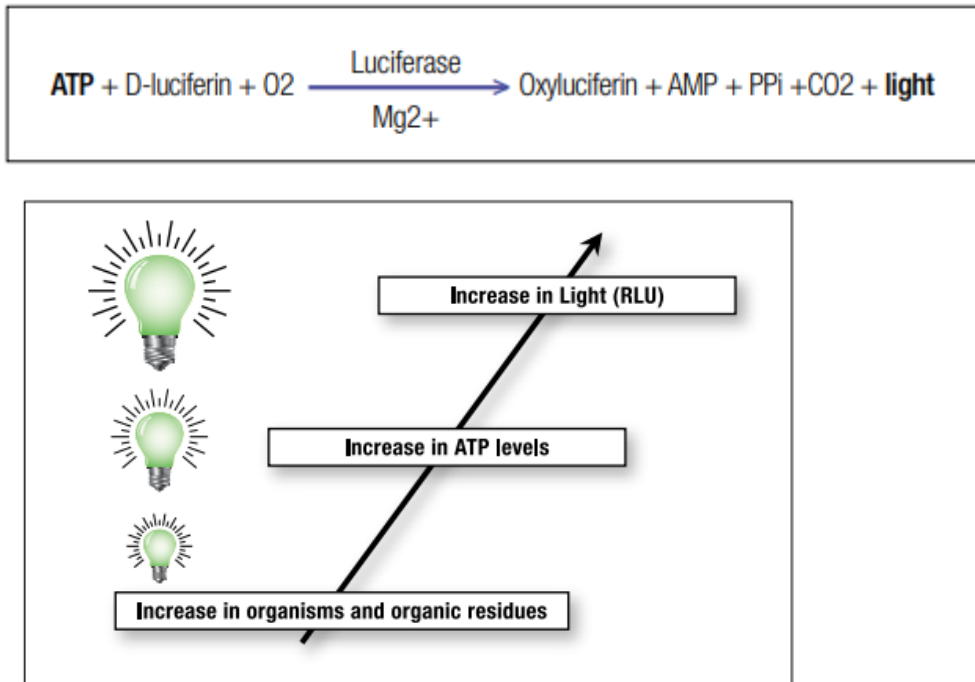 Luciferase
ATP + D-luciferin + O2 → Oxyluciferin + AMP + PPi +CO2 + light
Mg2+
Increase in Light (RLU)
Increase in ATP levels
Increase in organisms and organic residues